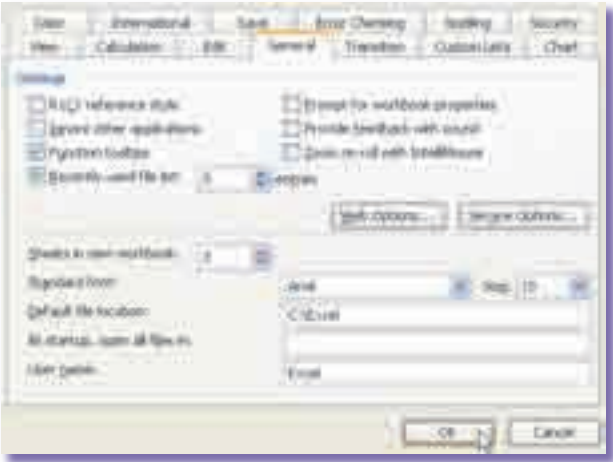 Color International Save Error Checking Spelling Security
View Calculation Edit General Transition Custom Lists Chart
Settings
R1C1 reference style Prompt for workbook properties
Ignore other applications Provide feedback with sound
Function tooltips Zoom on roll with IntelliMouse
Recently used file list: entries
Web Options... Service Options...
Sheets in new workbook: 3
Standard font: Arial Size: 10
Default file location: C:\Excel
At startup, open all files in:
User name: Excel
OK Cancel